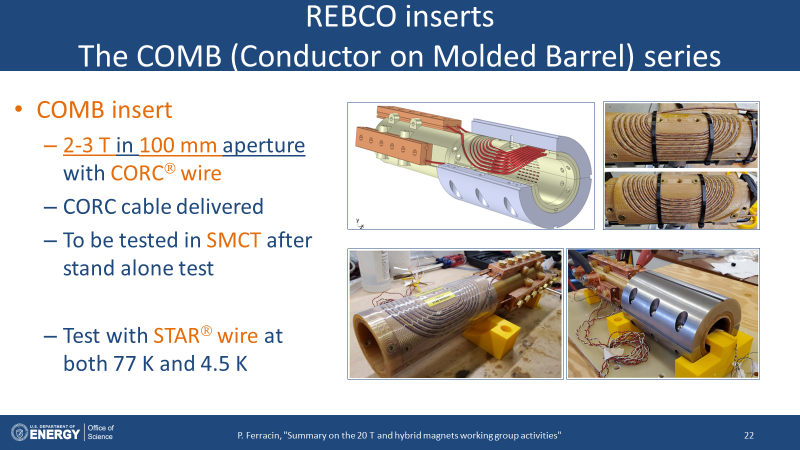 REBCO inserts
The COMB (Conductor on Molded Barrel) series
• COMB insert
– 2-3 T in 100 mm aperture
with CORC® wire
– CORC cable delivered
– To be tested in SMCT after
stand alone test
– Test with STAR® wire at
both 77 K and 4.5 K
U.S. DEPARTMENT OF
ENERGY
Office of
Science
P. Ferracin, "Summary on the 20 T and hybrid magnets working group activities"
22